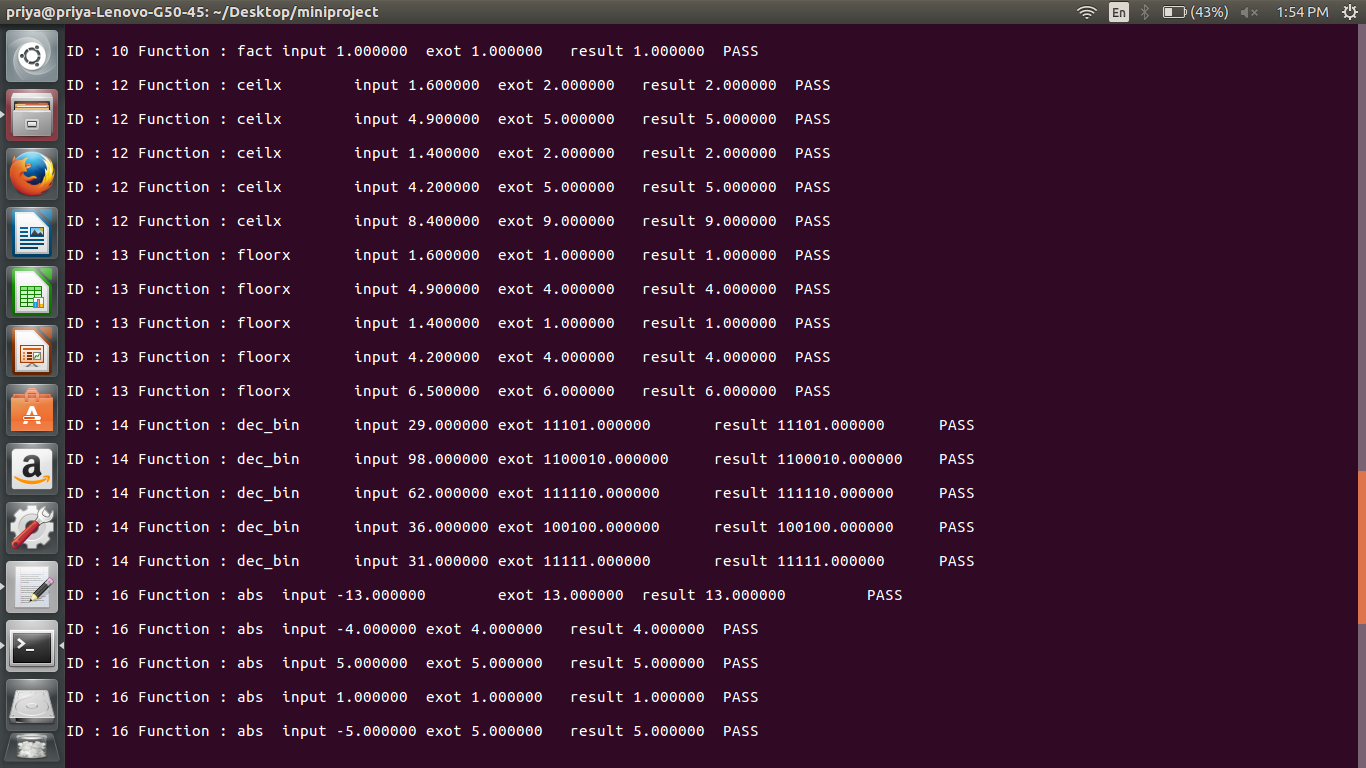 priya@priya-Lenovo-G50-45: ~/Desktop/miniproject En (43%) 1:54 PM
ID : 10 Function : fact input 1.000000 exot 1.000000 result 1.000000 PASS
ID : 12 Function : ceilx input 1.600000 exot 2.000000 result 2.000000 PASS
ID : 12 Function : ceilx input 4.900000 exot 5.000000 result 5.000000 PASS
ID : 12 Function : ceilx input 1.400000 exot 2.000000 result 2.000000 PASS
ID : 12 Function : ceilx input 4.200000 exot 5.000000 result 5.000000 PASS
ID : 12 Function : ceilx input 8.400000 exot 9.000000 result 9.000000 PASS
ID : 13 Function : floorx input 1.600000 exot 1.000000 result 1.000000 PASS
ID : 13 Function : floorx input 4.900000 exot 4.000000 result 4.000000 PASS
ID : 13 Function : floorx input 1.400000 exot 1.000000 result 1.000000 PASS
ID : 13 Function : floorx input 4.200000 exot 4.000000 result 4.000000 PASS
ID : 13 Function : floorx input 6.500000 exot 6.000000 result 6.000000 PASS
ID : 14 Function : dec_bin input 29.000000 exot 11101.000000 result 11101.000000 PASS
ID : 14 Function : dec_bin input 98.000000 exot 1100010.000000 result 1100010.000000 PASS
ID : 14 Function : dec_bin input 62.000000 exot 111110.000000 result 111110.000000 PASS
ID : 14 Function : dec_bin input 36.000000 exot 100100.000000 result 100100.000000 PASS
ID : 14 Function : dec_bin input 31.000000 exot 11111.000000 result 11111.000000 PASS
ID : 16 Function : abs input -13.000000 exot 13.000000 result 13.000000 PASS
ID : 16 Function : abs input -4.000000 exot 4.000000 result 4.000000 PASS
ID : 16 Function : abs input 5.000000 exot 5.000000 result 5.000000 PASS
ID : 16 Function : abs input 1.000000 exot 1.000000 result 1.000000 PASS
ID : 16 Function : abs input -5.000000 exot 5.000000 result 5.000000 PASS